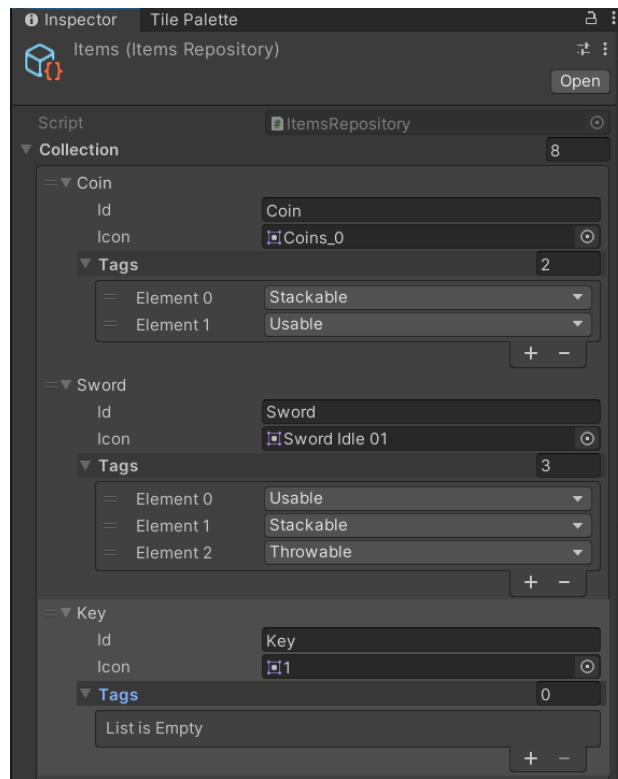 Inspector Tile Palette
Items (Items Repository)
Open
Script ItemsRepository
Collection 8
Coin
Id Coin
Icon Coins_0
Tags 2
Element 0 Stackable
Element 1 Usable
+ −
Sword
Id Sword
Icon Sword Idle 01
Tags 3
Element 0 Usable
Element 1 Stackable
Element 2 Throwable
+ −
Key
Id Key
Icon 1
Tags 0
List is Empty
+ −